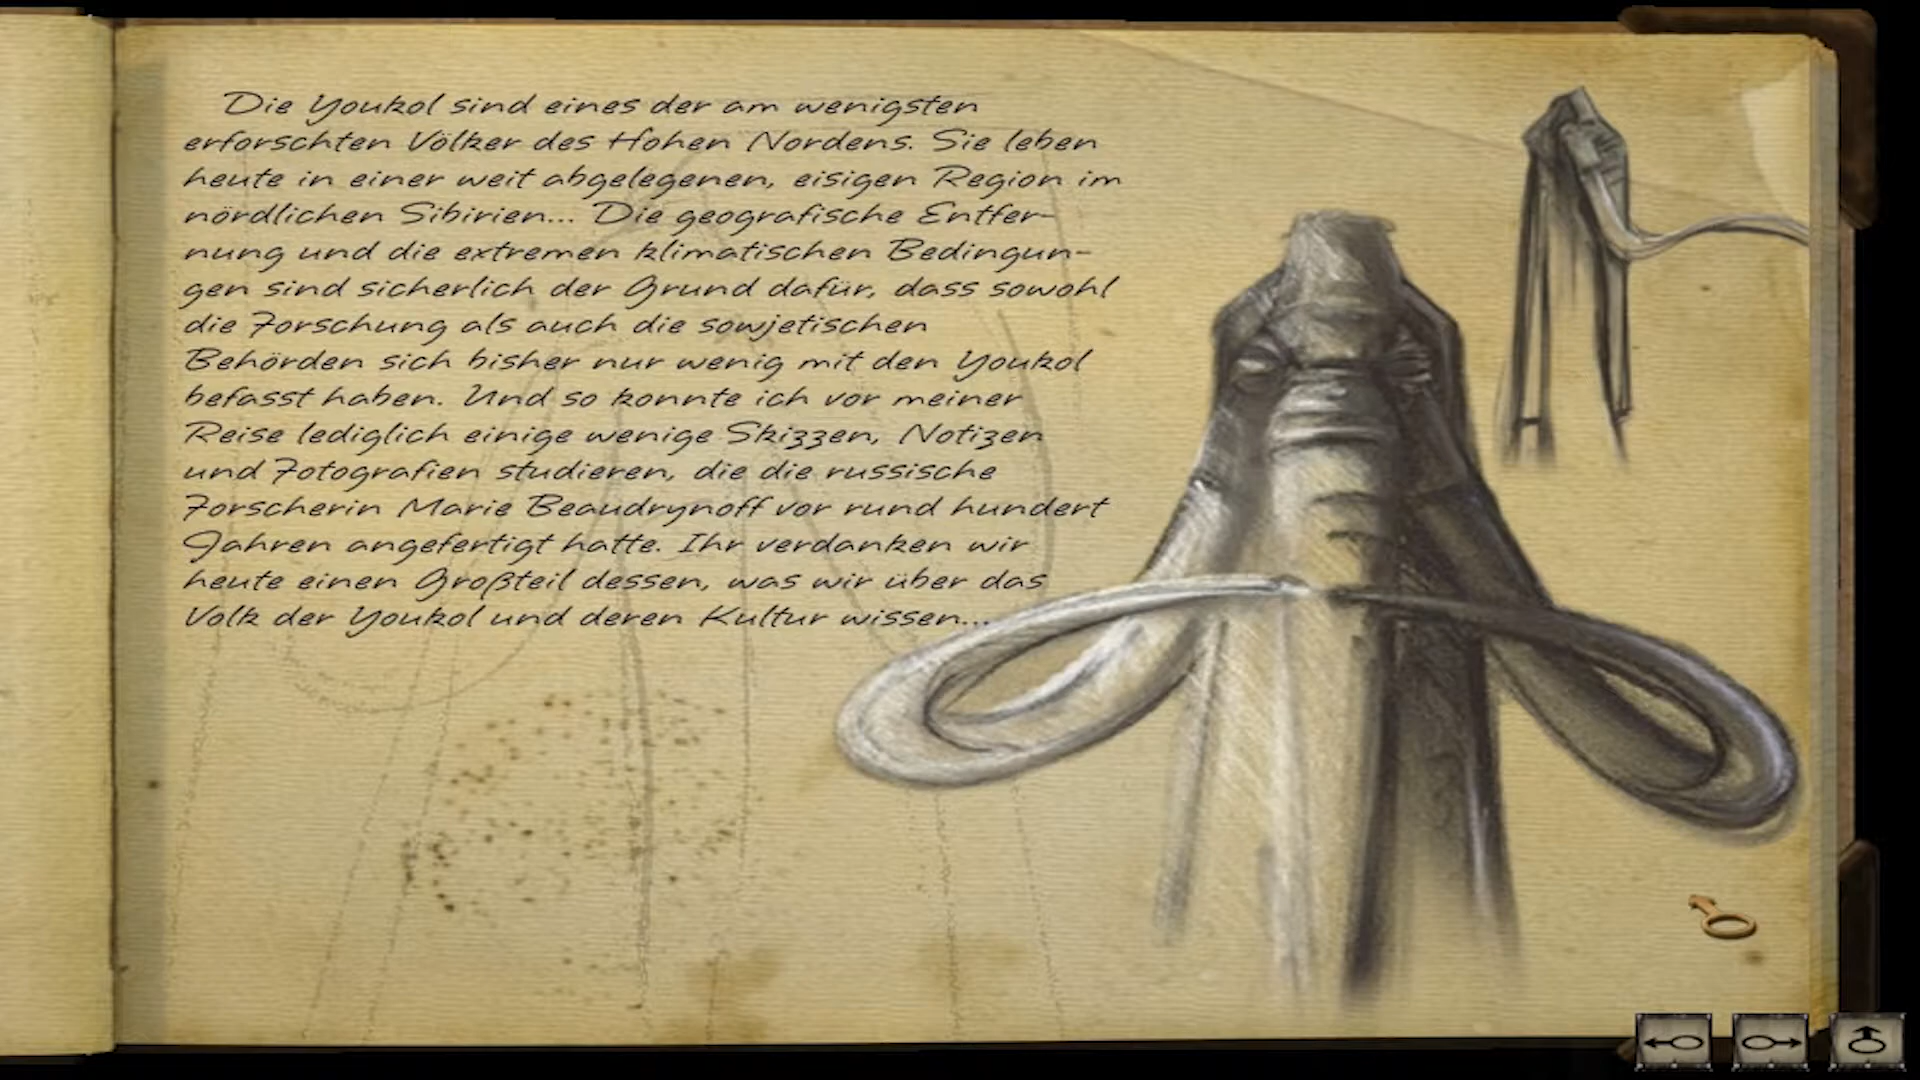 Die Youkol sind eines der am wenigsten
erforschten Völker des Hohen Nordens. Sie leben
heute in einer weit abgelegenen, eisigen Region im
nördlichen Sibirien... Die geografische Entfer-
nung und die extremen klimatischen Bedingun-
gen sind sicherlich der Grund dafür, dass sowohl
die Forschung als auch die sowjetischen
Behörden sich bisher nur wenig mit den Youkol
befasst haben. Und so konnte ich vor meiner
Reise lediglich einige wenige Skizzen, Notizen
und Fotografien studieren, die die russische
Forscherin Marie Beaudrynoff vor rund hundert
Jahren angefertigt hatte. Ihr verdanken wir
heute einen Großteil dessen, was wir über das
Volk der Youkol und deren Kultur wissen...